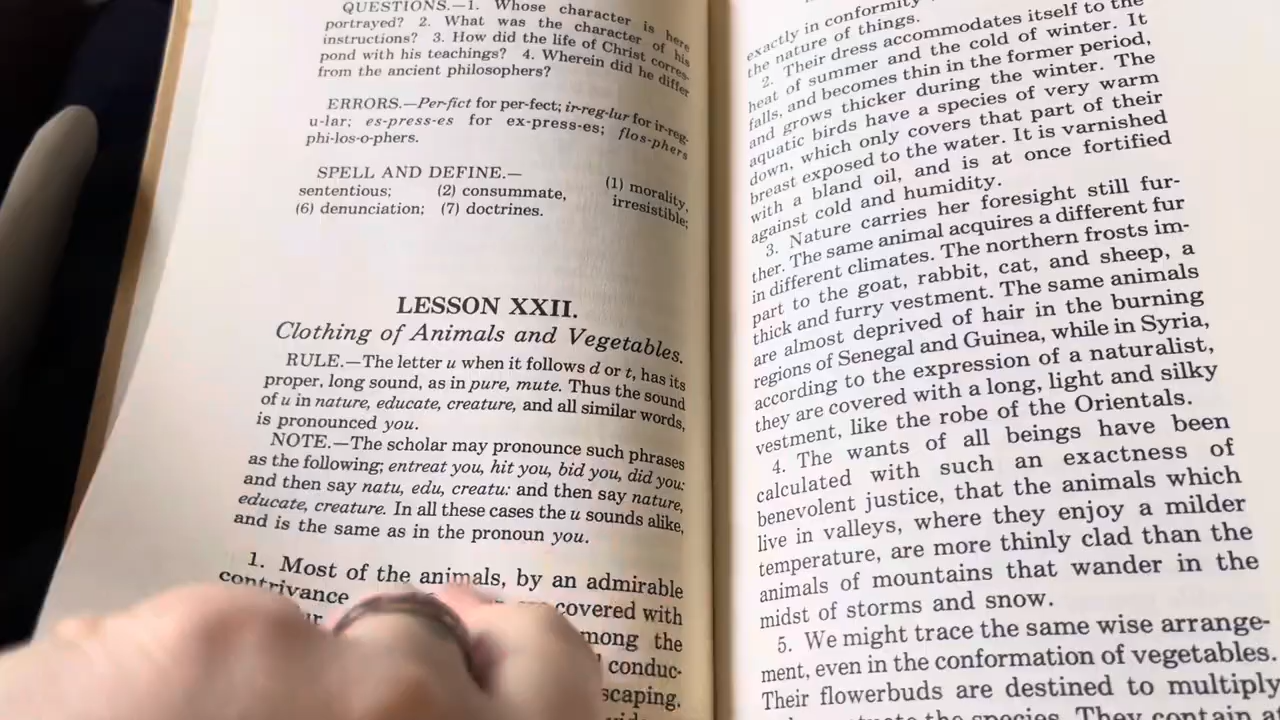 QUESTIONS.—1. Whose character is here
portrayed? 2. What was the character of his
instructions? 3. How did the life of Christ corres-
pond with his teachings? 4. Wherein did he differ
from the ancient philosophers?
ERRORS.—Per-fict for per-fect; ir-reg-lur for ir-reg-
u-lar; es-press-es for ex-press-es; flos-phers
phi-los-o-phers.
SPELL AND DEFINE.— (1) morality,
sententious; (2) consummate, irresistible;
(6) denunciation; (7) doctrines.
LESSON XXII.
Clothing of Animals and Vegetables.
RULE.—The letter u when it follows d or t, has its
proper, long sound, as in pure, mute. Thus the sound
of u in nature, educate, creature, and all similar words,
is pronounced you.
NOTE.—The scholar may pronounce such phrases
as the following; entreat you, hit you, bid you, did you:
and then say natu, edu, creatu: and then say nature,
educate, creature. In all these cases the u sounds alike,
and is the same as in the pronoun you.
1. Most of the animals, by an admirable
contrivance covered with
mong the
conduc-
scaping.
exactly in conformity
the nature of things.
2. Their dress accommodates itself to the
heat of summer and the cold of winter. It
falls, and becomes thin in the former period,
and grows thicker during the winter. The
aquatic birds have a species of very warm
down, which only covers that part of their
breast exposed to the water. It is varnished
with a bland oil, and is at once fortified
against cold and humidity.
3. Nature carries her foresight still fur-
ther. The same animal acquires a different fur
in different climates. The northern frosts im-
part to the goat, rabbit, cat, and sheep, a
thick and furry vestment. The same animals
are almost deprived of hair in the burning
regions of Senegal and Guinea, while in Syria,
according to the expression of a naturalist,
they are covered with a long, light and silky
vestment, like the robe of the Orientals.
4. The wants of all beings have been
calculated with such an exactness of
benevolent justice, that the animals which
live in valleys, where they enjoy a milder
temperature, are more thinly clad than the
animals of mountains that wander in the
midst of storms and snow.
5. We might trace the same wise arrange-
ment, even in the conformation of vegetables.
Their flowerbuds are destined to multiply
the species. They contain